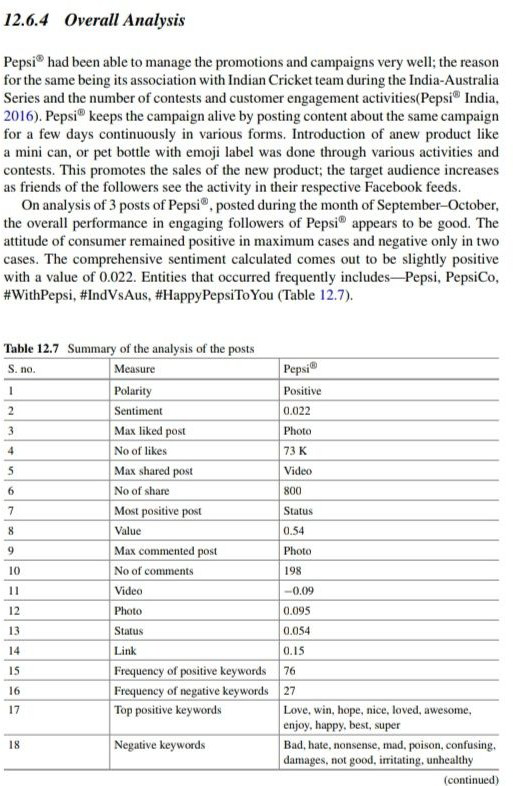 12.6.4 Overall Analysis
Pepsi® had been able to manage the promotions and campaigns very well; the reason
for the same being its association with Indian Cricket team during the India-Australia
Series and the number of contests and customer engagement activities(Pepsi® India,
2016). Pepsi® keeps the campaign alive by posting content about the same campaign
for a few days continuously in various forms. Introduction of anew product like
a mini can, or pet bottle with emoji label was done through various activities and
contests. This promotes the sales of the new product; the target audience increases
as friends of the followers see the activity in their respective Facebook feeds.
On analysis of 3 posts of Pepsi®, posted during the month of September–October,
the overall performance in engaging followers of Pepsi® appears to be good. The
attitude of consumer remained positive in maximum cases and negative only in two
cases. The comprehensive sentiment calculated comes out to be slightly positive
with a value of 0.022. Entities that occurred frequently includes—Pepsi, PepsiCo,
#WithPepsi, #IndVsAus, #HappyPepsiToYou (Table 12.7).
Table 12.7 Summary of the analysis of the posts
S. no. Measure Pepsi®
1 Polarity Positive
2 Sentiment 0.022
3 Max liked post Photo
4 No of likes 73 K
5 Max shared post Video
6 No of share 800
7 Most positive post Status
8 Value 0.54
9 Max commented post Photo
10 No of comments 198
11 Video −0.09
12 Photo 0.095
13 Status 0.054
14 Link 0.15
15 Frequency of positive keywords 76
16 Frequency of negative keywords 27
17 Top positive keywords Love, win, hope, nice, loved, awesome,
enjoy, happy, best, super
18 Negative keywords Bad, hate, nonsense, mad, poison, confusing,
damages, not good, irritating, unhealthy
(continued)